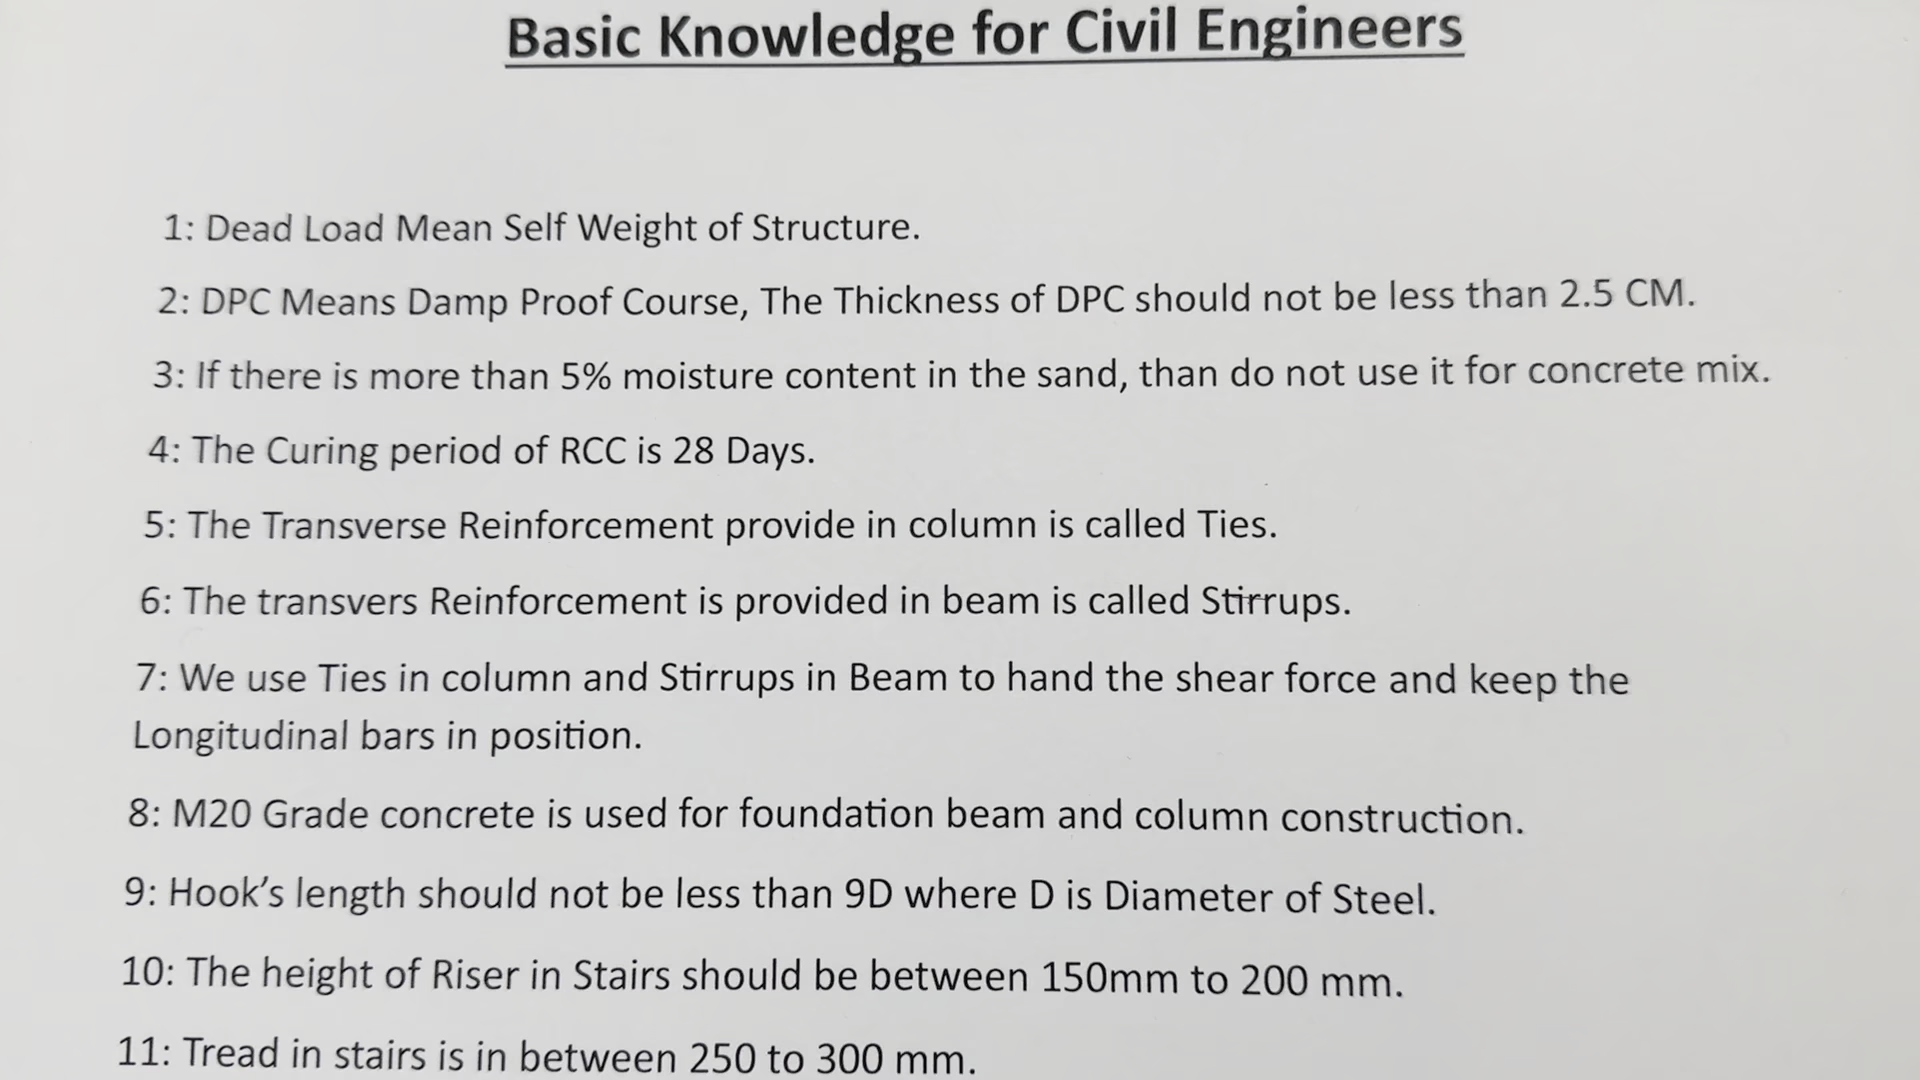 Basic Knowledge for Civil Engineers
1: Dead Load Mean Self Weight of Structure.
2: DPC Means Damp Proof Course, The Thickness of DPC should not be less than 2.5 CM.
3: If there is more than 5% moisture content in the sand, than do not use it for concrete mix.
4: The Curing period of RCC is 28 Days.
5: The Transverse Reinforcement provide in column is called Ties.
6: The transvers Reinforcement is provided in beam is called Stirrups.
7: We use Ties in column and Stirrups in Beam to hand the shear force and keep the
Longitudinal bars in position.
8: M20 Grade concrete is used for foundation beam and column construction.
9: Hook’s length should not be less than 9D where D is Diameter of Steel.
10: The height of Riser in Stairs should be between 150mm to 200 mm.
11: Tread in stairs is in between 250 to 300 mm.